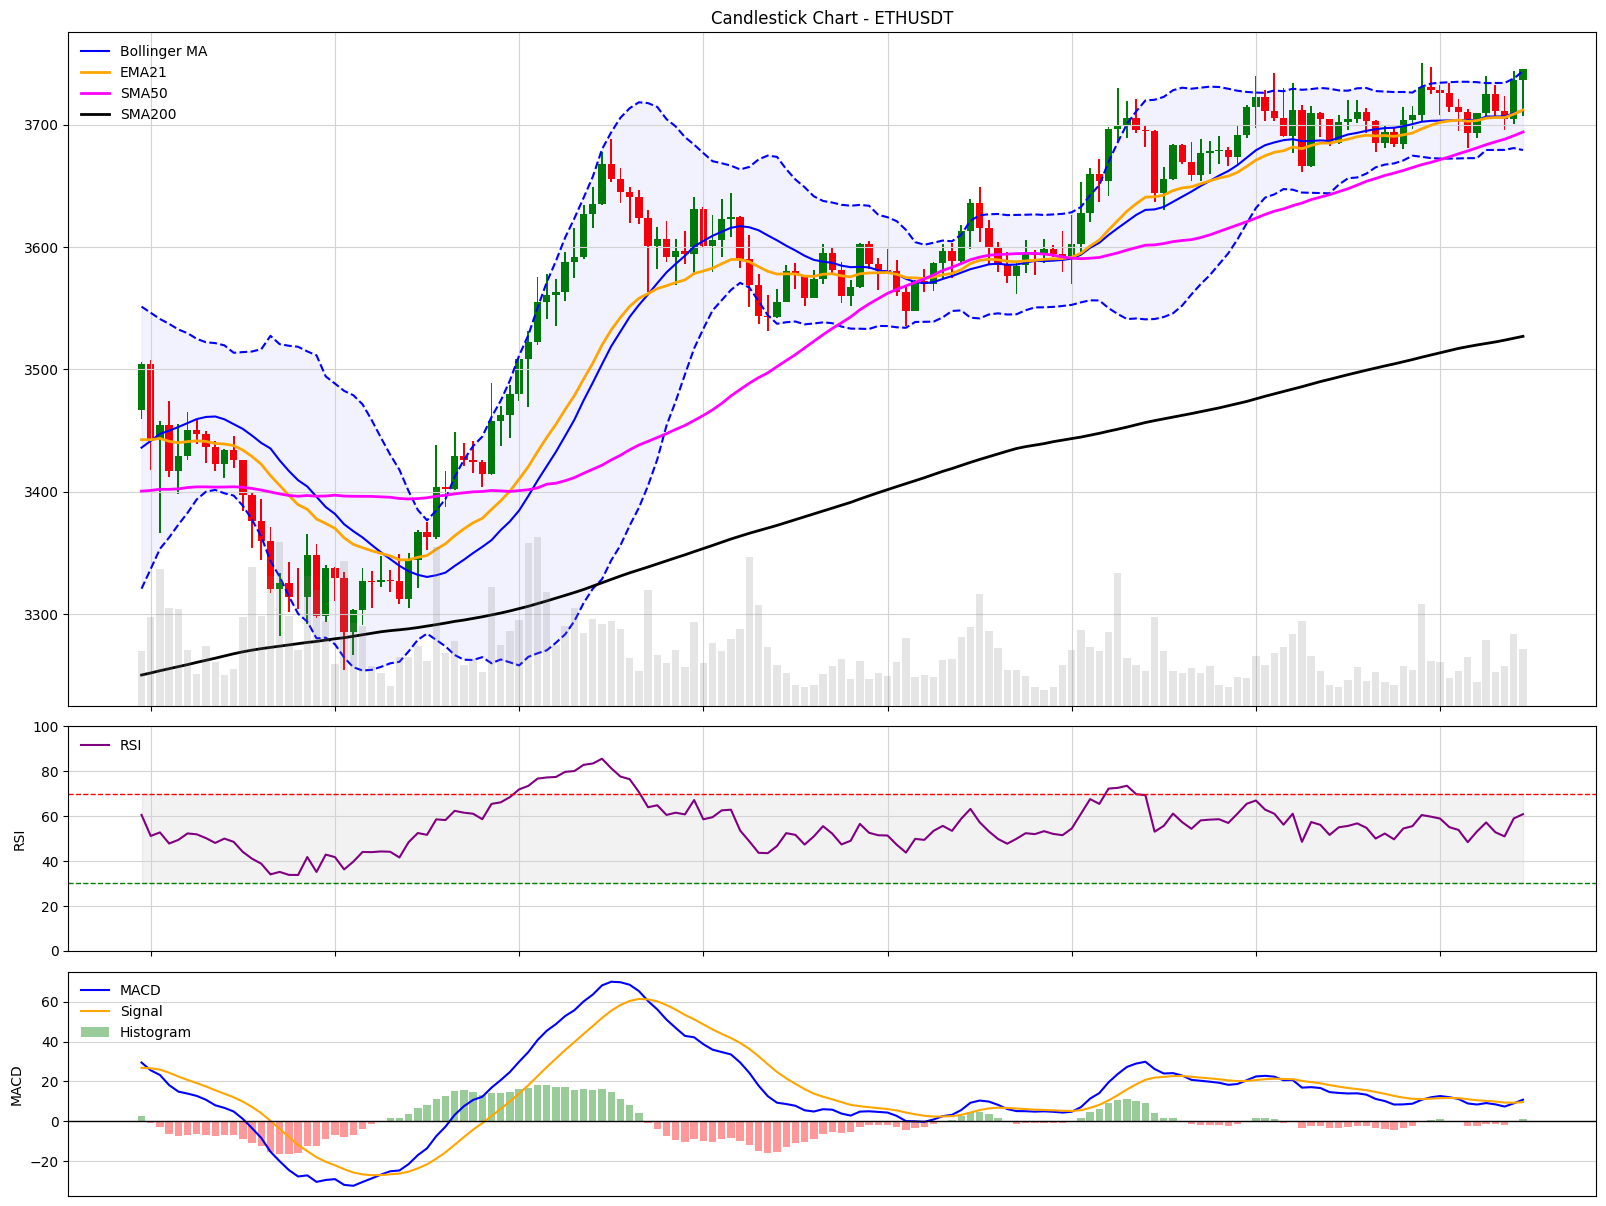 Candlestick Chart - ETHUSDT
Bollinger MA
EMA21
SMA50
SMA200
3700
3600
3500
3400
3300
RSI
100
80
60
40
20
0
RSI
MACD
Signal
Histogram
60
40
20
0
−20
MACD